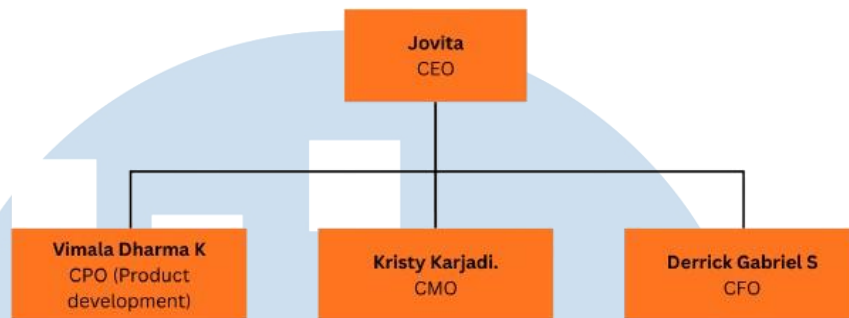 Jovita
CEO
Vimala Dharma K
CPO (Product
development)
Kristy Karjadi.
CMO
Derrick Gabriel S
CFO